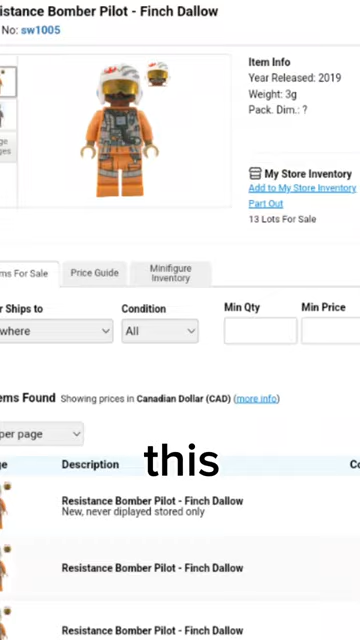 istance Bomber Pilot - Finch Dallow
No: sw1005
Item Info
Year Released: 2019
Weight: 3g
Pack. Dim.: ?
ge
ges
My Store Inventory
Add to My Store Inventory
Part Out
13 Lots For Sale
ms For Sale
Price Guide
Minifigure
Inventory
r Ships to
Condition
Min Qty
Min Price
where
All
ems Found Showing prices in Canadian Dollar (CAD) (more info)
per page
this
ge
Description
Co
Resistance Bomber Pilot - Finch Dallow
New, never diplayed stored only
Resistance Bomber Pilot - Finch Dallow
Resistance Bomber Pilot - Finch Dallow